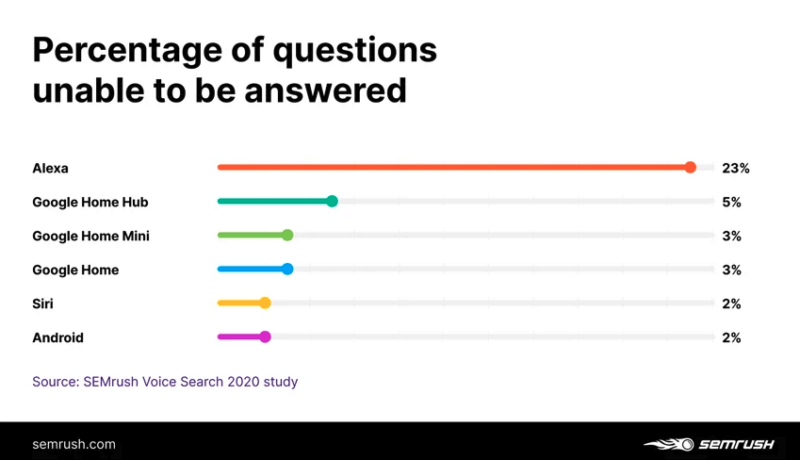 Percentage of questions
unable to be answered
Alexa 23%
Google Home Hub 5%
Google Home Mini 3%
Google Home 3%
Siri 2%
Android 2%
Source: SEMrush Voice Search 2020 study
semrush.com SEMRUSH